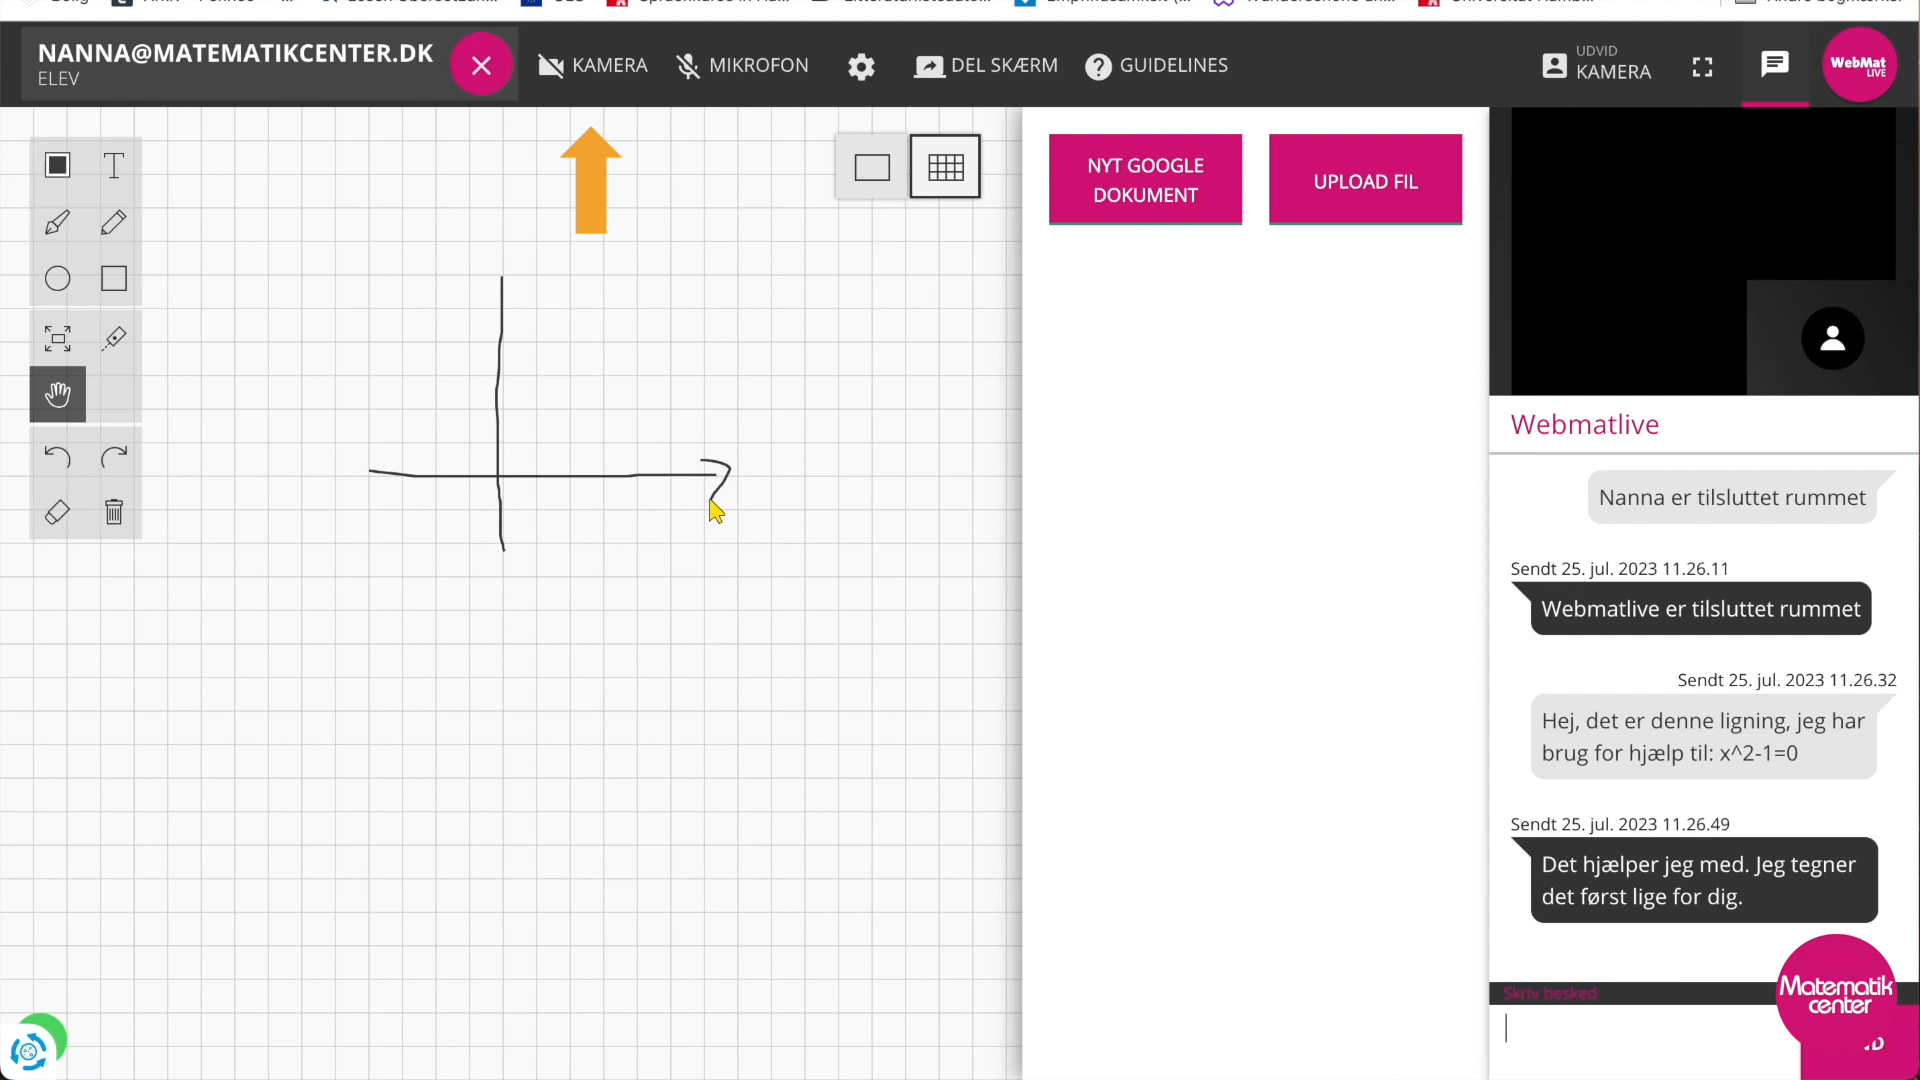 NANNA@MATEMATIKCENTER.DK
ELEV
KAMERA
MIKROFON
DEL SKÆRM
GUIDELINES
UDVID
KAMERA
WebMat
LIVE
NYT GOOGLE
DOKUMENT
UPLOAD FIL
Webmatlive
Nanna er tilsluttet rummet
Sendt 25. jul. 2023 11.26.11
Webmatlive er tilsluttet rummet
Sendt 25. jul. 2023 11.26.32
Hej, det er denne ligning, jeg har
brug for hjælp til: x^2-1=0
Sendt 25. jul. 2023 11.26.49
Det hjælper jeg med. Jeg tegner
det først lige for dig.
Skriv besked
Matematik
center